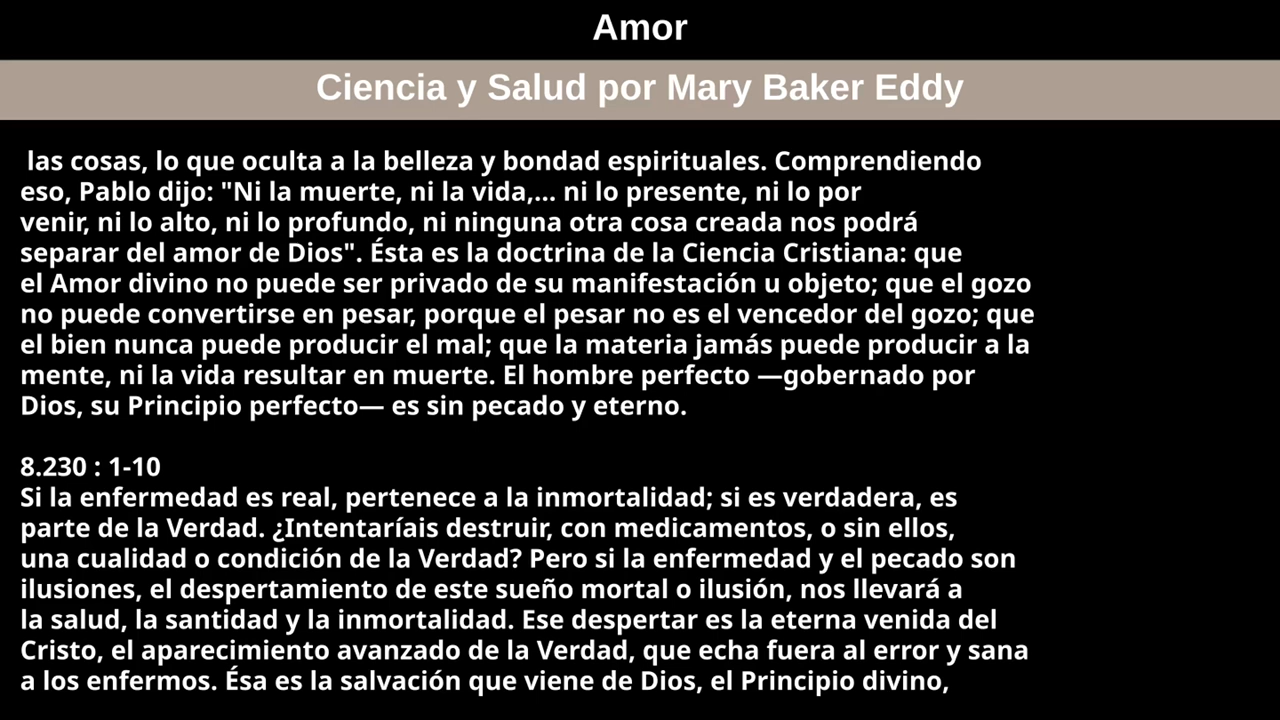 Amor
Ciencia y Salud por Mary Baker Eddy
las cosas, lo que oculta a la belleza y bondad espirituales. Comprendiendo
eso, Pablo dijo: "Ni la muerte, ni la vida,... ni lo presente, ni lo por
venir, ni lo alto, ni lo profundo, ni ninguna otra cosa creada nos podrá
separar del amor de Dios". Ésta es la doctrina de la Ciencia Cristiana: que
el Amor divino no puede ser privado de su manifestación u objeto; que el gozo
no puede convertirse en pesar, porque el pesar no es el vencedor del gozo; que
el bien nunca puede producir el mal; que la materia jamás puede producir a la
mente, ni la vida resultar en muerte. El hombre perfecto —gobernado por
Dios, su Principio perfecto— es sin pecado y eterno.
8.230 : 1-10
Si la enfermedad es real, pertenece a la inmortalidad; si es verdadera, es
parte de la Verdad. ¿Intentaríais destruir, con medicamentos, o sin ellos,
una cualidad o condición de la Verdad? Pero si la enfermedad y el pecado son
ilusiones, el despertamiento de este sueño mortal o ilusión, nos llevará a
la salud, la santidad y la inmortalidad. Ese despertar es la eterna venida del
Cristo, el aparecimiento avanzado de la Verdad, que echa fuera al error y sana
a los enfermos. Ésa es la salvación que viene de Dios, el Principio divino,